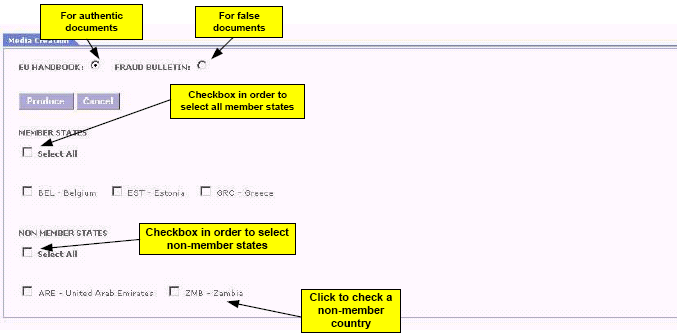 For authentic
documents
For false
documents
Media Creation
EU HANDBOOK: FRAUD BULLETIN:
Produce Cancel
Checkbox in order to
select all member states
MEMBER STATES
Select All
BEL - Belgium EST - Estonia GRC - Greece
NON MEMBER STATES
Checkbox in order to select
non-member states
Select All
ARE - United Arab Emirates ZMB - Zambia
Click to check a
non-member
country